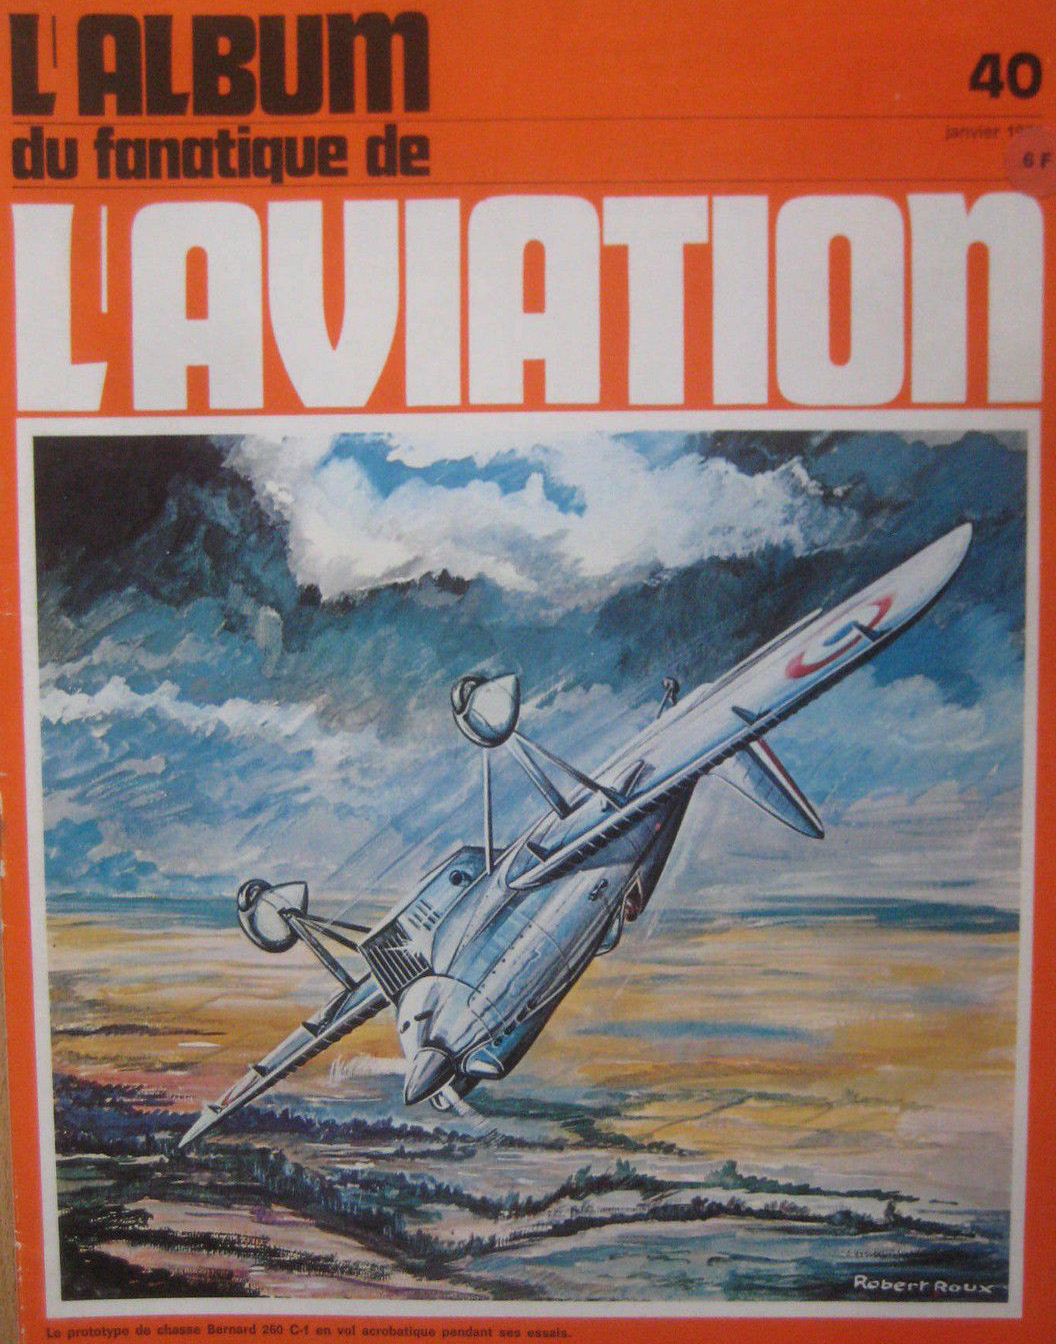 L'ALBUM
40
du fanatique de
janvier
6 F
L'AVIATION
Robert Roux
Le prototype de chasse Bernard 260 C-1 en vol acrobatique pendant ses essais.